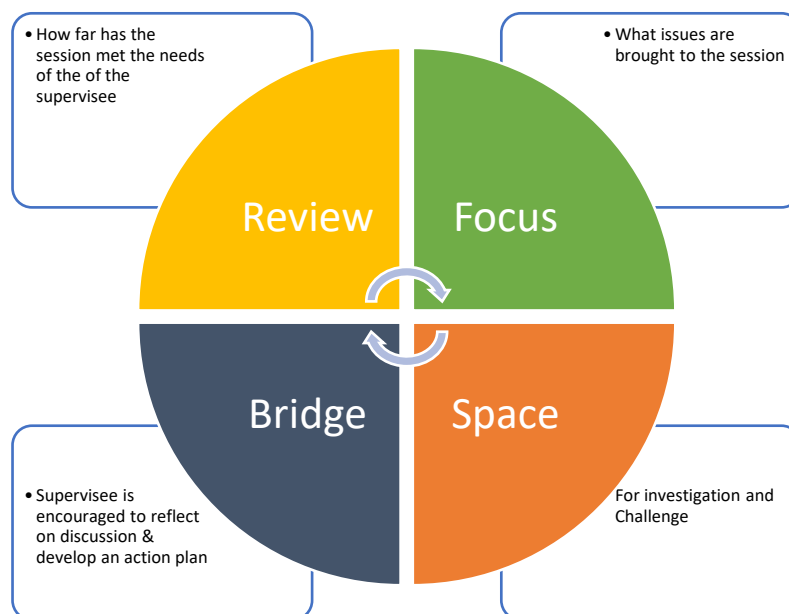 • How far has the
session met the needs
of the of the
supervisee
• What issues are
brought to the session
Review
Focus
Bridge
Space
• Supervisee is
encouraged to reflect
on discussion &
develop an action plan
For investigation and
Challenge